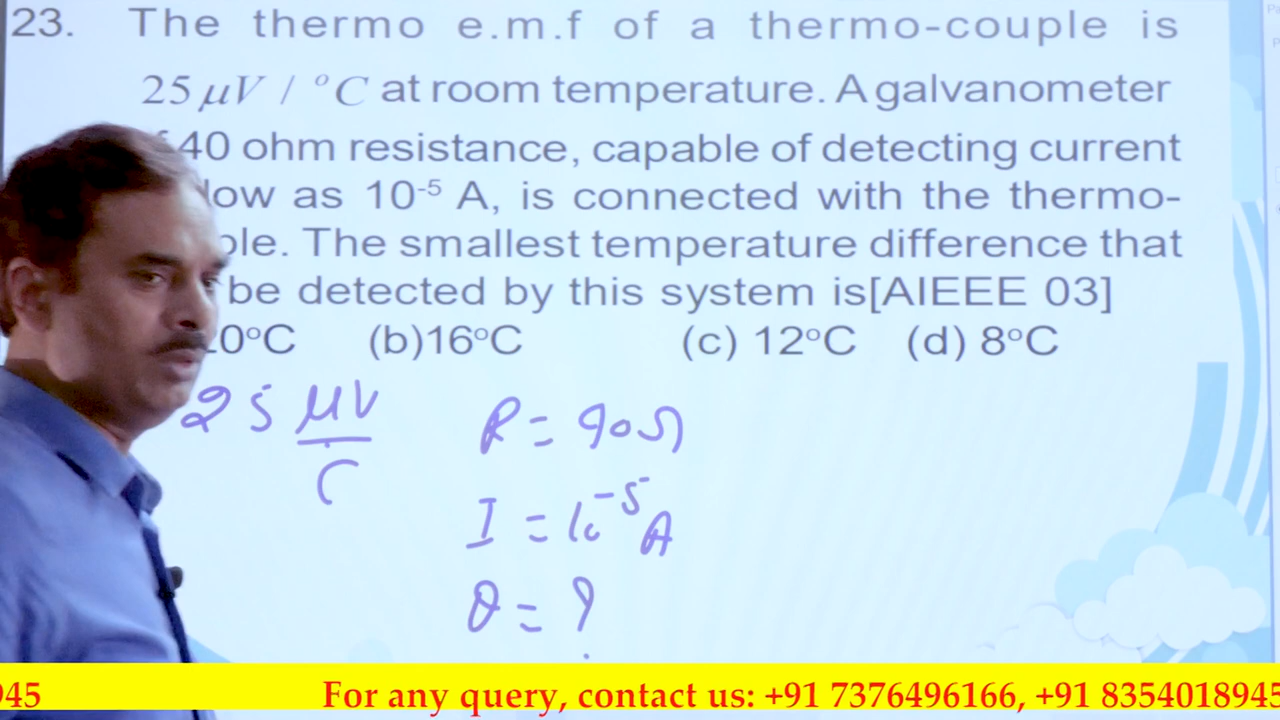 23. The thermo e.m.f of a thermo-couple is
25 μV / °C at room temperature. A galvanometer
40 ohm resistance, capable of detecting current
low as 10⁻⁵ A, is connected with the thermo-
ple. The smallest temperature difference that
be detected by this system is[AIEEE 03]
0°C (b)16°C (c) 12°C (d) 8°C
25 μV/C R = 40Ω
I = 10⁻⁵ A
θ = ?
945 For any query, contact us: +91 7376496166, +91 8354018945